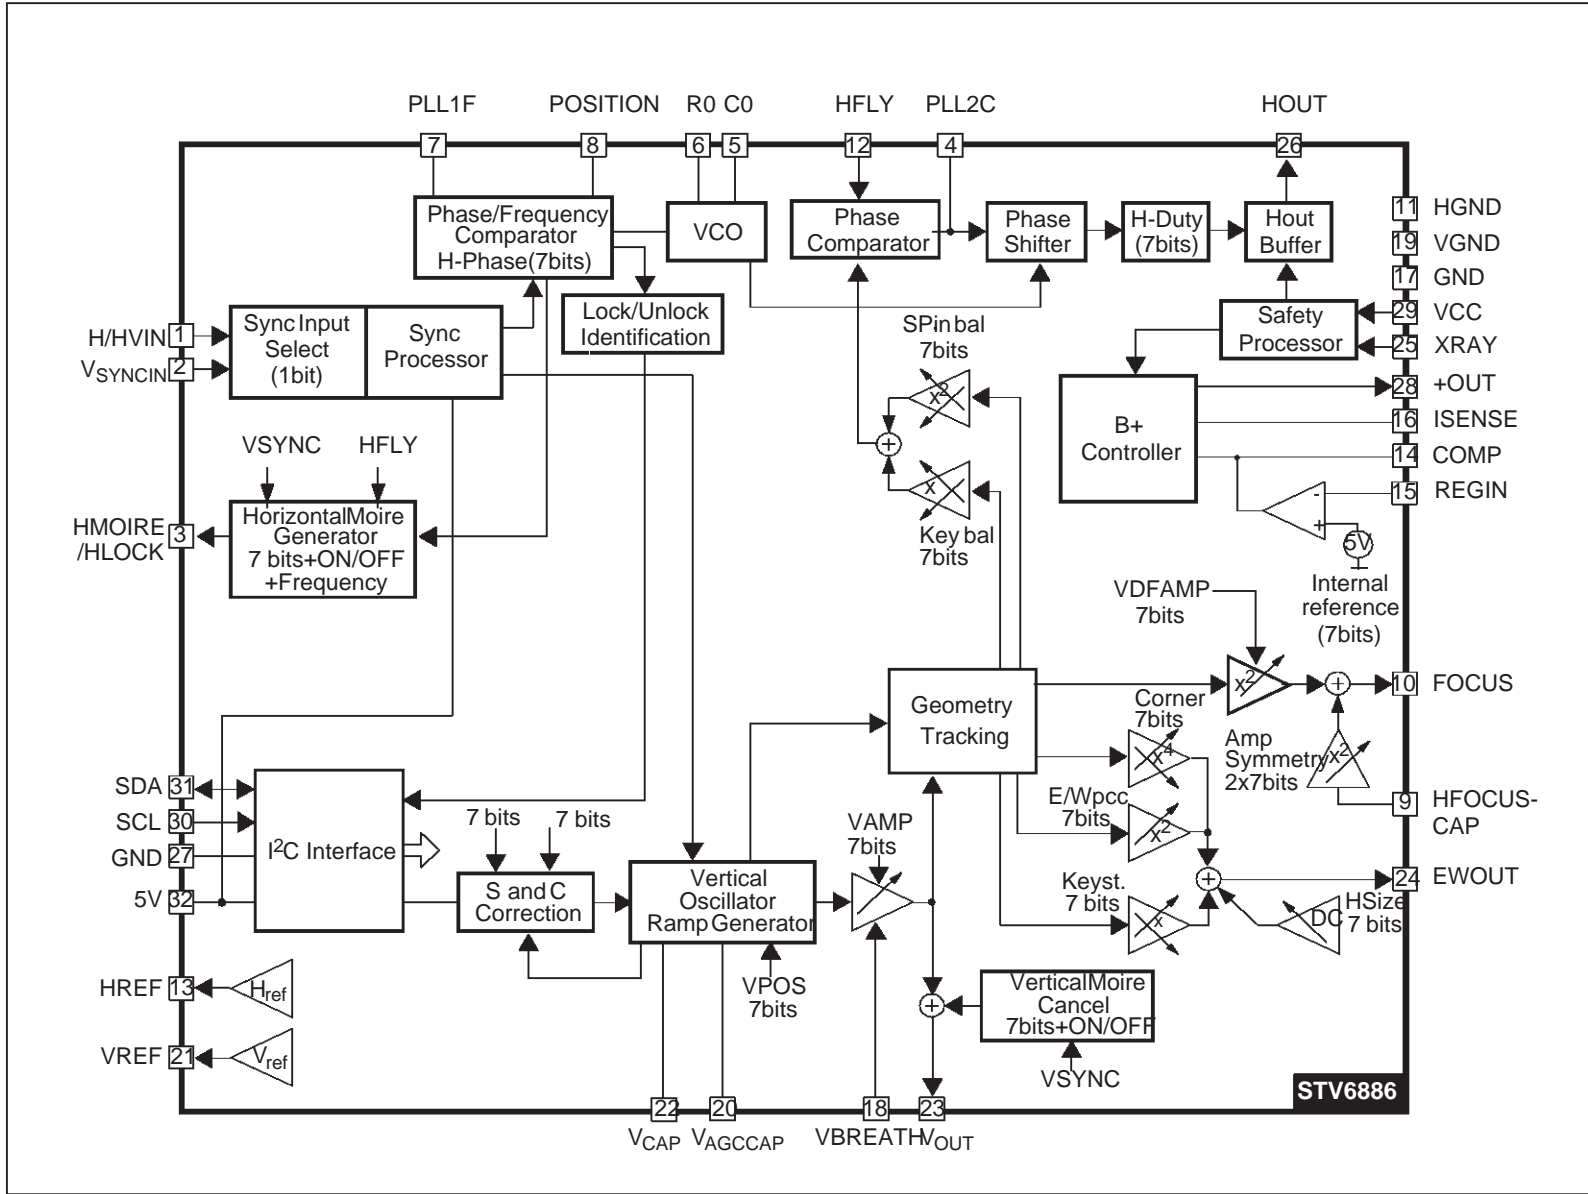 PLL1F POSITION R0 C0 HFLY PLL2C HOUT
7 8 6 5 12 4 26
Phase/Frequency
Comparator
H-Phase(7bits)
VCO
Phase
Comparator
Phase
Shifter
H-Duty
(7bits)
Hout
Buffer
11 HGND
19 VGND
17 GND
29 VCC
25 XRAY
28 +OUT
16 ISENSE
14 COMP
15 REGIN
H/HVIN 1
VSYNCIN 2
Sync Input
Select
(1bit)
Sync
Processor
Lock/Unlock
Identification
Safety
Processor
SPin bal
7bits
x2
+
x
Key bal
7bits
B+
Controller
-
+
5V
Internal
reference
(7bits)
VSYNC HFLY
HMOIRE
/HLOCK
3
HorizontalMoire
Generator
7 bits+ON/OFF
+Frequency
VDFAMP
7bits
x2
+
10 FOCUS
Geometry
Tracking
Corner
7bits
x4
Amp
Symmetry
2x7bits
x2
9 HFOCUS-
CAP
E/Wpcc
7bits
x2
SDA 31
SCL 30
GND 27
5V 32
I2C Interface
7 bits 7 bits
S and C
Correction
Vertical
Oscillator
Ramp Generator
VAMP
7bits
+
24 EWOUT
Keyst.
7 bits
x
DC
HSize
7 bits
VPOS
7bits
HREF 13
Href
VREF 21
Vref
+
VerticalMoire
Cancel
7bits+ON/OFF
VSYNC
STV6886
22 20 18 23
VCAP VAGCCAP VBREATH VOUT